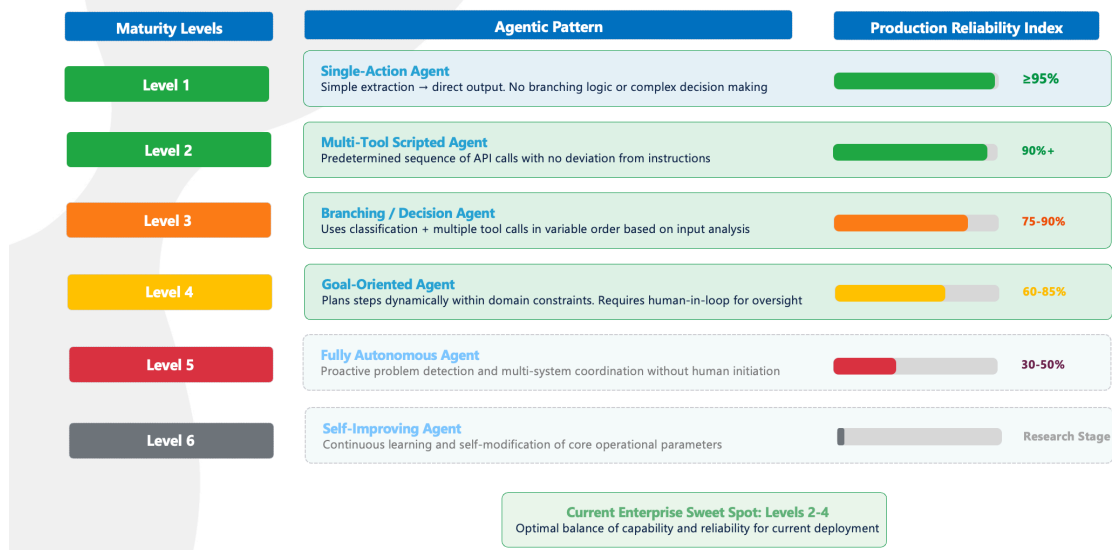 Maturity Levels
Agentic Pattern
Production Reliability Index
Level 1
Single-Action Agent
Simple extraction → direct output. No branching logic or complex decision making
≥95%
Level 2
Multi-Tool Scripted Agent
Predetermined sequence of API calls with no deviation from instructions
90%+
Level 3
Branching / Decision Agent
Uses classification + multiple tool calls in variable order based on input analysis
75-90%
Level 4
Goal-Oriented Agent
Plans steps dynamically within domain constraints. Requires human-in-loop for oversight
60-85%
Level 5
Fully Autonomous Agent
Proactive problem detection and multi-system coordination without human initiation
30-50%
Level 6
Self-Improving Agent
Continuous learning and self-modification of core operational parameters
Research Stage
Current Enterprise Sweet Spot: Levels 2-4
Optimal balance of capability and reliability for current deployment